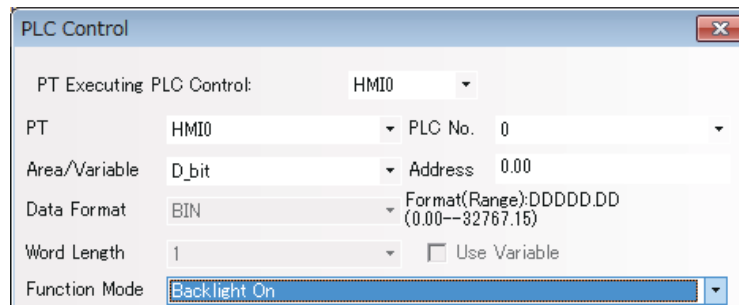 PLC Control
PT Executing PLC Control: HMI0
PT HMI0 PLC No. 0
Area/Variable D_bit Address 0.00
Data Format BIN Format(Range):DDDDD.DD
(0.00--32767.15)
Word Length 1 Use Variable
Function Mode Backlight On